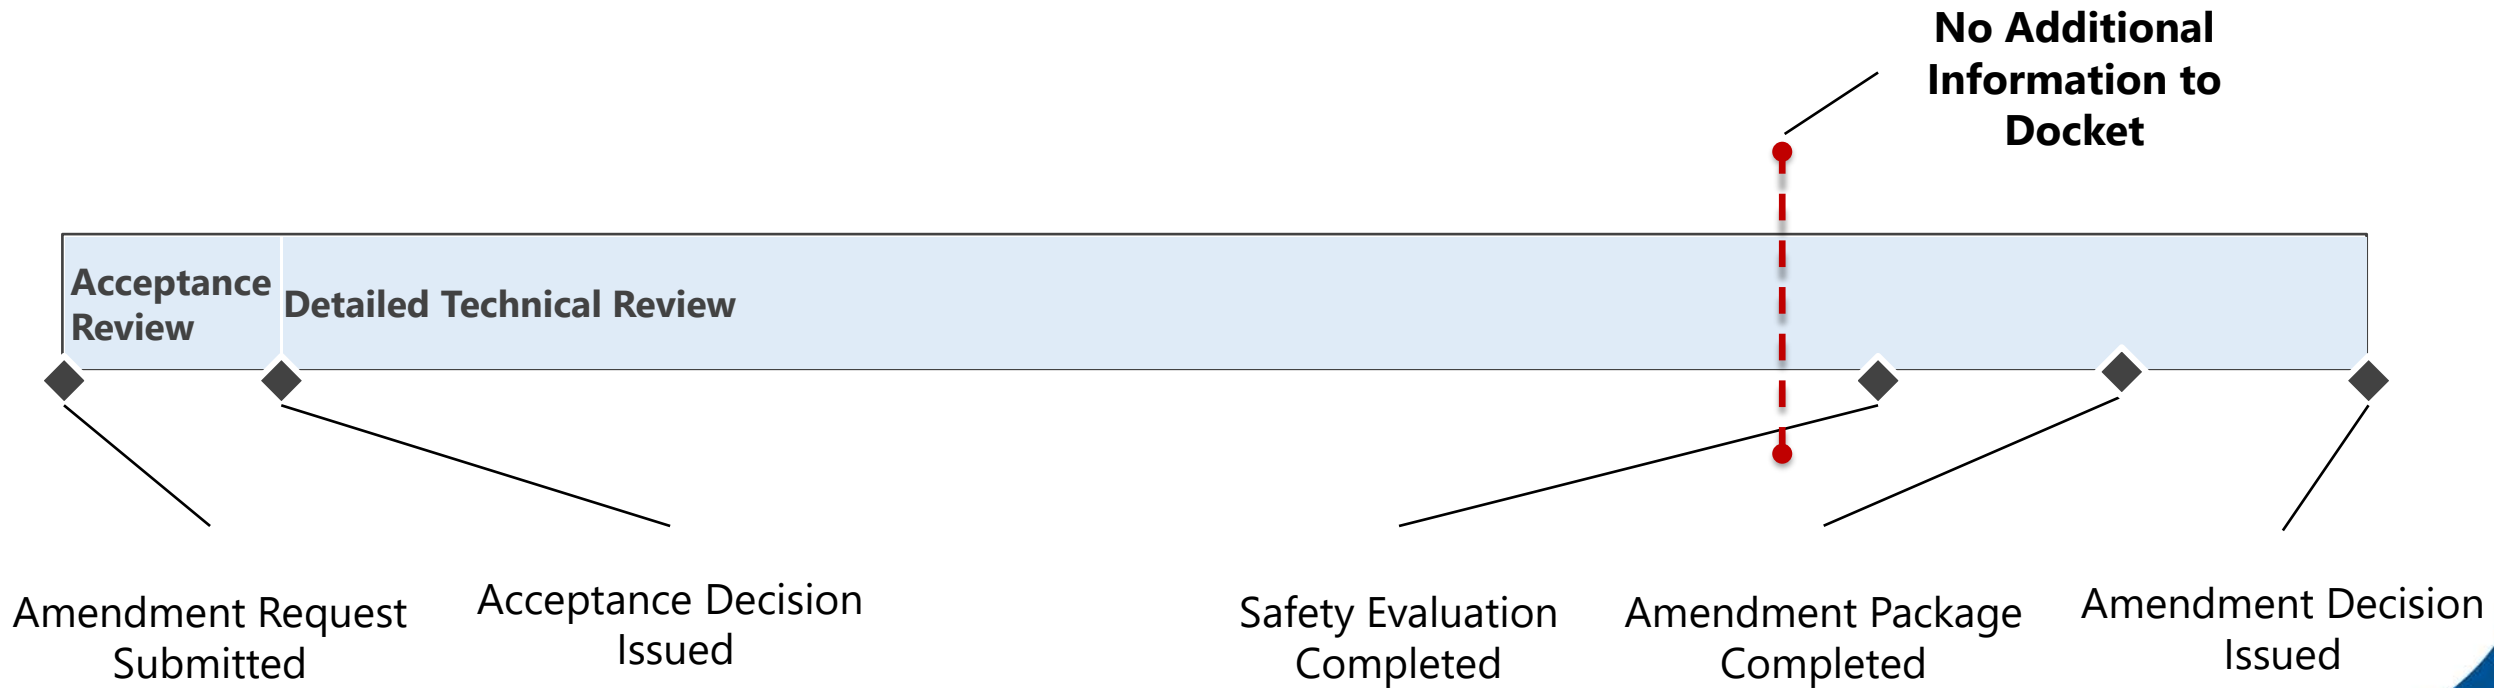 No Additional
Information to
Docket
Acceptance
Review
Detailed Technical Review
Amendment Request
Submitted
Acceptance Decision
Issued
Safety Evaluation
Completed
Amendment Package
Completed
Amendment Decision
Issued